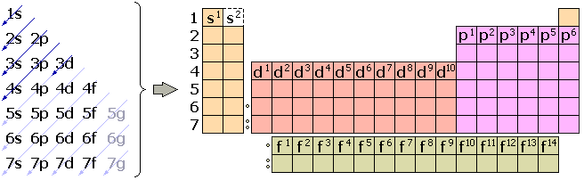 1s
2s 2p
3s 3p 3d
4s 4p 4d 4f
5s 5p 5d 5f 5g
6s 6p 6d 6f 6g
7s 7p 7d 7f 7g
1 s¹ s²
2 p¹ p² p³ p⁴ p⁵ p⁶
3
4 d¹ d² d³ d⁴ d⁵ d⁶ d⁷ d⁸ d⁹ d¹⁰
5
6
7
f¹ f² f³ f⁴ f⁵ f⁶ f⁷ f⁸ f⁹ f¹⁰ f¹¹ f¹² f¹³ f¹⁴